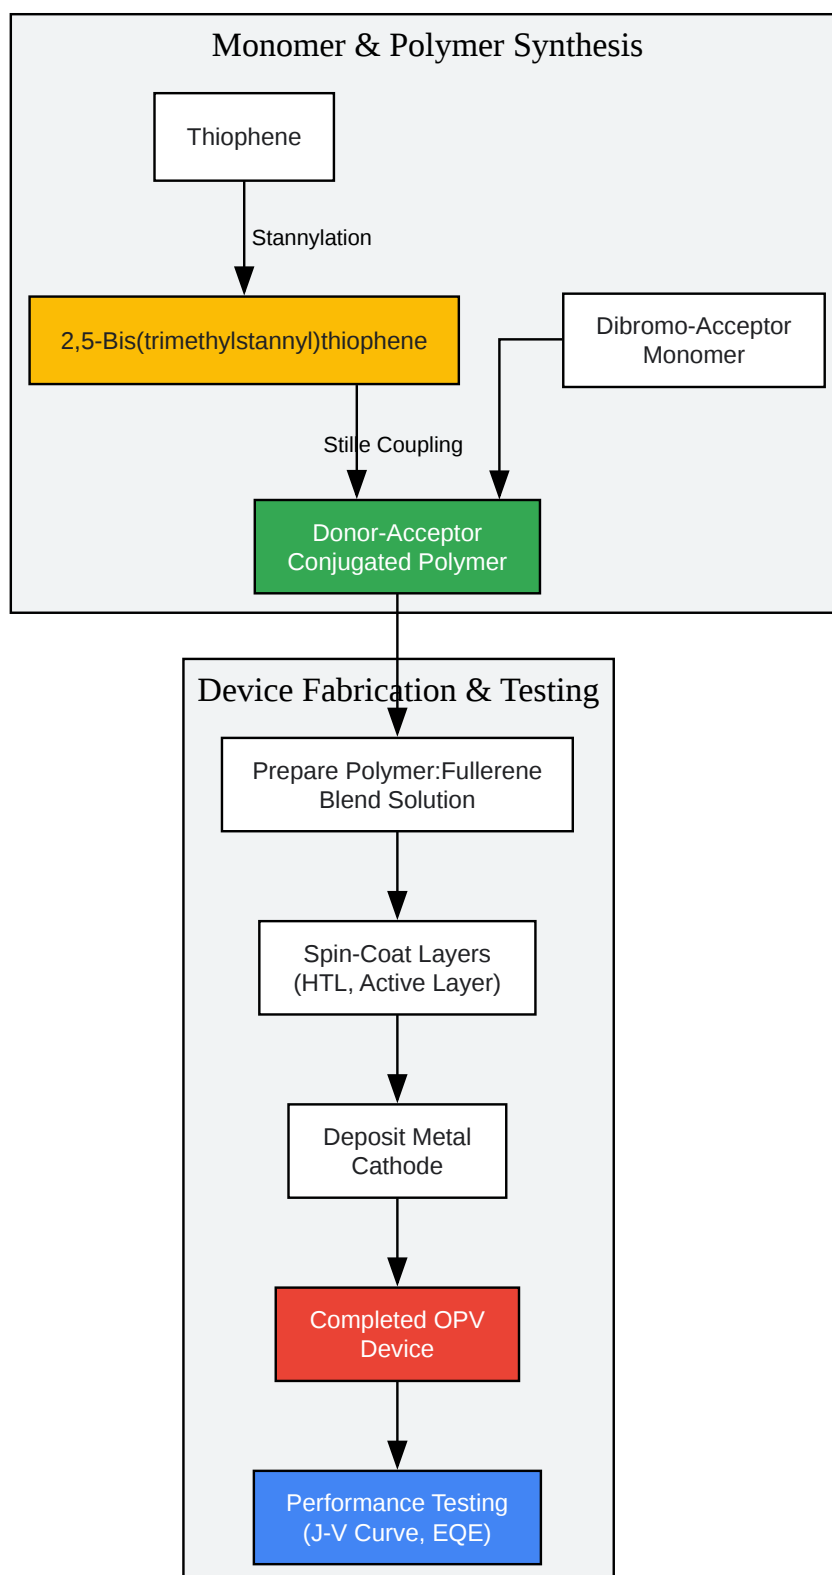 Monomer & Polymer Synthesis
Thiophene
Stannylation
2,5-Bis(trimethylstannyl)thiophene
Dibromo-Acceptor
Monomer
Stille Coupling
Donor-Acceptor
Conjugated Polymer
Device Fabrication & Testing
Prepare Polymer:Fullerene
Blend Solution
Spin-Coat Layers
(HTL, Active Layer)
Deposit Metal
Cathode
Completed OPV
Device
Performance Testing
(J-V Curve, EQE)